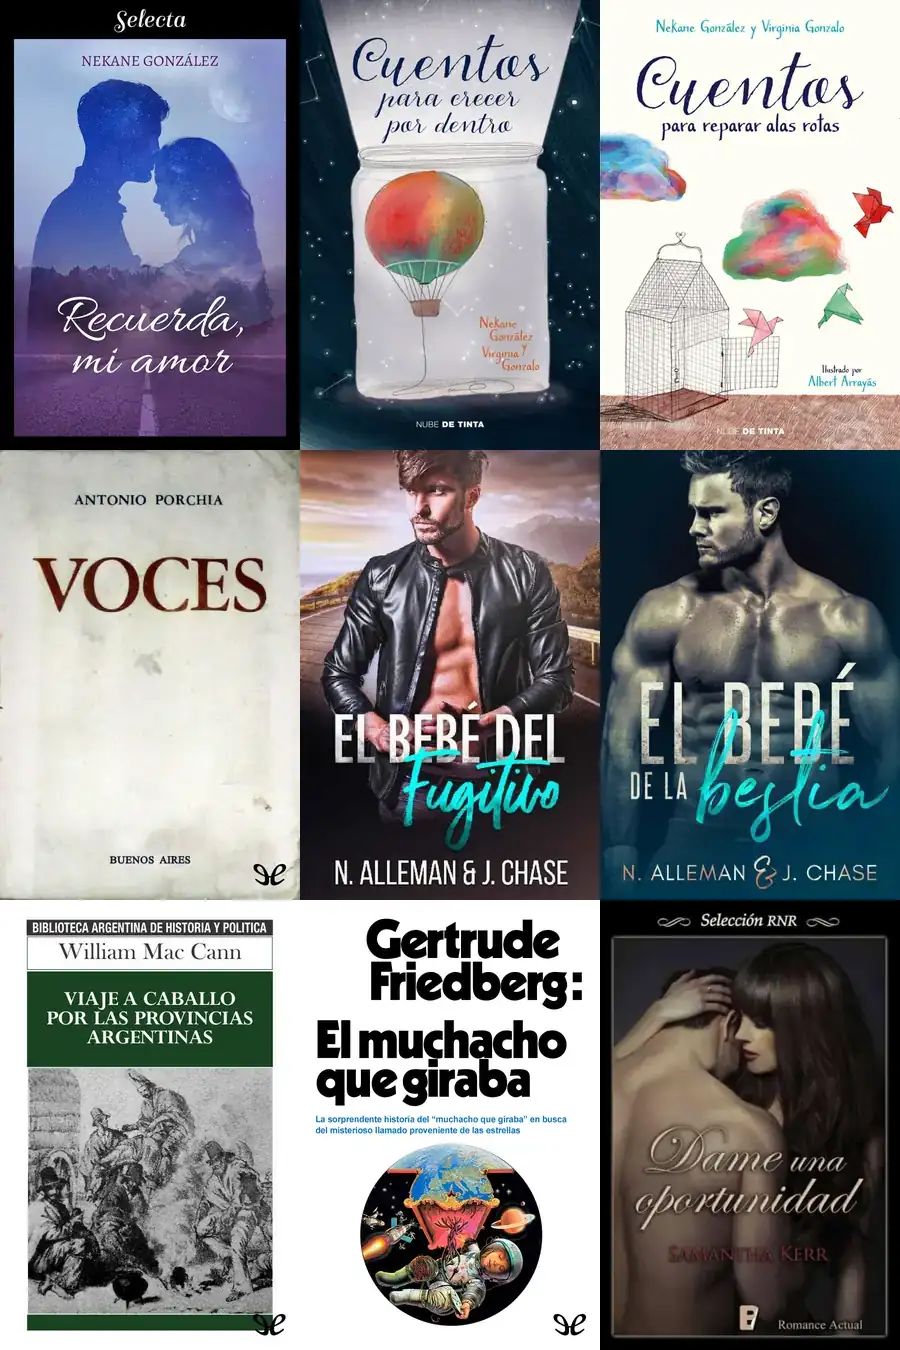 Selecta
NEKANE GONZÁLEZ
Recuerda,
mi amor
Cuentos
para crecer
por dentro
Nekane
González
y
Virginia
Gonzalo
NUBE DE TINTA
Nekane González y Virginia Gonzalo
Cuentos
para reparar alas rotas
Ilustrado por
Albert Arrayás
NUBE DE TINTA
ANTONIO PORCHIA
VOCES
BUENOS AIRES
EL BEBÉ DEL
Fugitivo
N. ALLEMAN & J. CHASE
EL BEBÉ
DE LA bestia
N. ALLEMAN & J. CHASE
BIBLIOTECA ARGENTINA DE HISTORIA Y POLITICA
William Mac Cann
VIAJE A CABALLO
POR LAS PROVINCIAS
ARGENTINAS
Gertrude
Friedberg:
El muchacho
que giraba
La sorprendente historia del "muchacho que giraba" en busca
del misterioso llamado proveniente de las estrellas
Selección RNR
Dame una
oportunidad
SAMANTHA KERR
Romance Actual